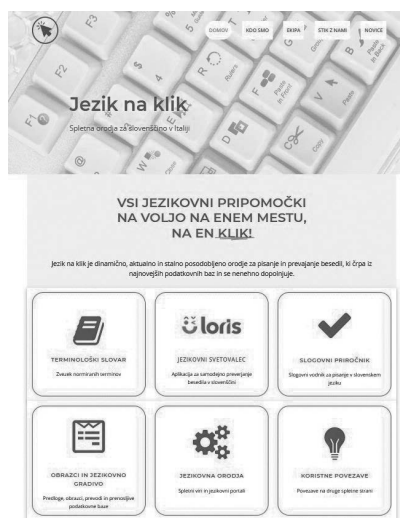 DOMOV
KDO SMO
EKIPA
STIK Z NAMI
NOVICE
Jezik na klik
Spletna orodja za slovenščino v Italiji
VSI JEZIKOVNI PRIPOMOČKI
NA VOLJO NA ENEM MESTU,
NA EN KLIK!
Jezik na klik je dinamično, aktualno in stalno posodobljeno orodje za pisanje in prevajanje besedil, ki črpa iz
najnovejših podatkovnih baz in se nenehno dopolnjuje.
TERMINOLOŠKI SLOVAR
Zvezek normiranih terminov
loris
JEZIKOVNI SVETOVALEC
Aplikacija za samodejno preverjanje
besedila v slovenščini
SLOGOVNI PRIROČNIK
Slogovni vodnik za pisanje v slovenskem
jeziku
OBRAZCI IN JEZIKOVNO
GRADIVO
Predloge, obrazci, prevodi in prenosljive
podatkovne baze
JEZIKOVNA ORODJA
Spletni viri in jezikovni portali
KORISTNE POVEZAVE
Povezave na druge spletne strani